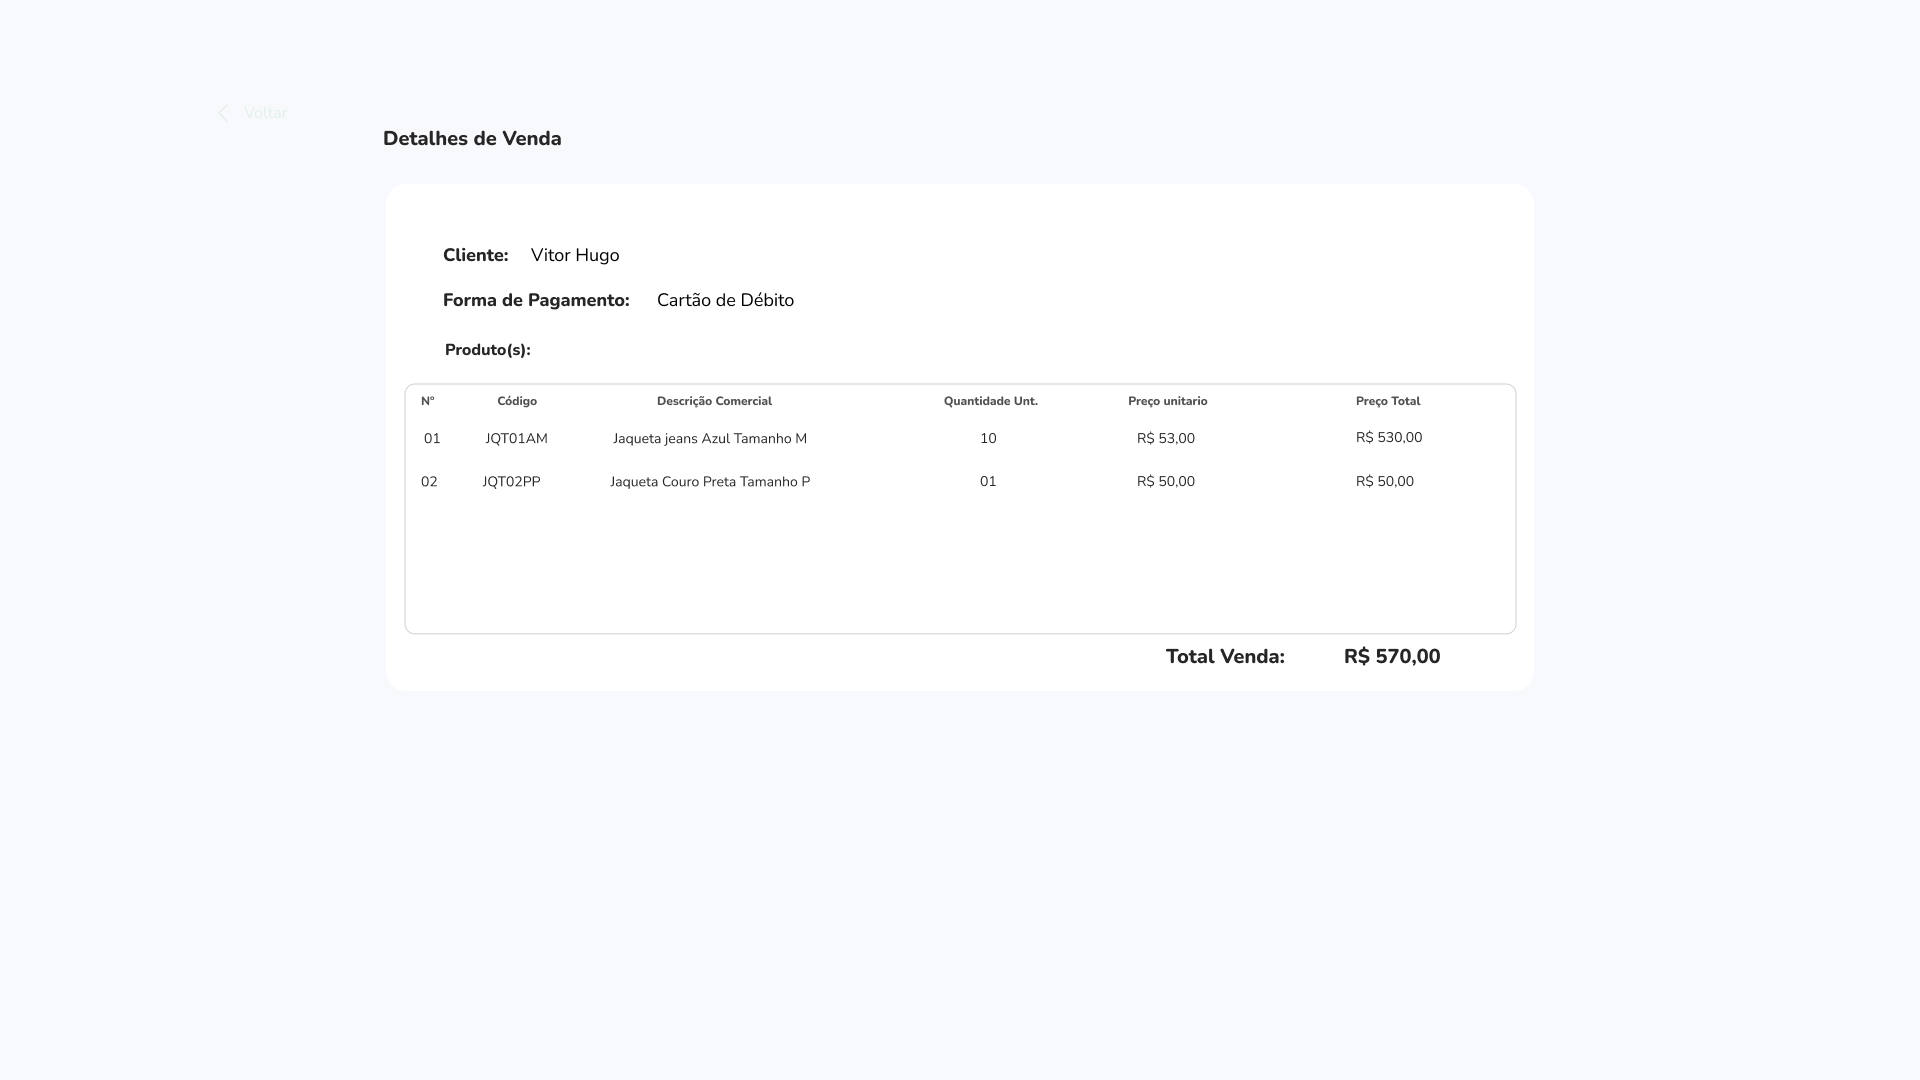 Voltar
Detalhes de Venda
Cliente: Vitor Hugo
Forma de Pagamento: Cartão de Débito
Produto(s):
Nº Código Descrição Comercial Quantidade Unt. Preço unitario Preço Total
01 JQT01AM Jaqueta jeans Azul Tamanho M 10 R$ 53,00 R$ 530,00
02 JQT02PP Jaqueta Couro Preta Tamanho P 01 R$ 50,00 R$ 50,00
Total Venda: R$ 570,00